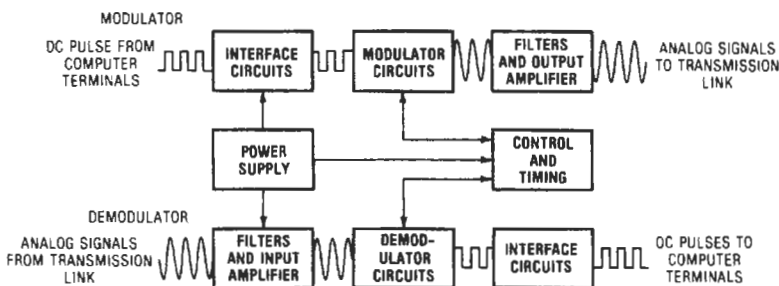 MODULATOR
DC PULSE FROM
COMPUTER
TERMINALS
INTERFACE
CIRCUITS
MODULATOR
CIRCUITS
FILTERS
AND OUTPUT
AMPLIFIER
ANALOG SIGNALS
TO TRANSMISSION
LINK
POWER
SUPPLY
CONTROL
AND
TIMING
DEMODULATOR
ANALOG SIGNALS
FROM TRANSMISSION
LINK
FILTERS
AND INPUT
AMPLIFIER
DEMOD-
ULATOR
CIRCUITS
INTERFACE
CIRCUITS
DC PULSES TO
COMPUTER
TERMINALS